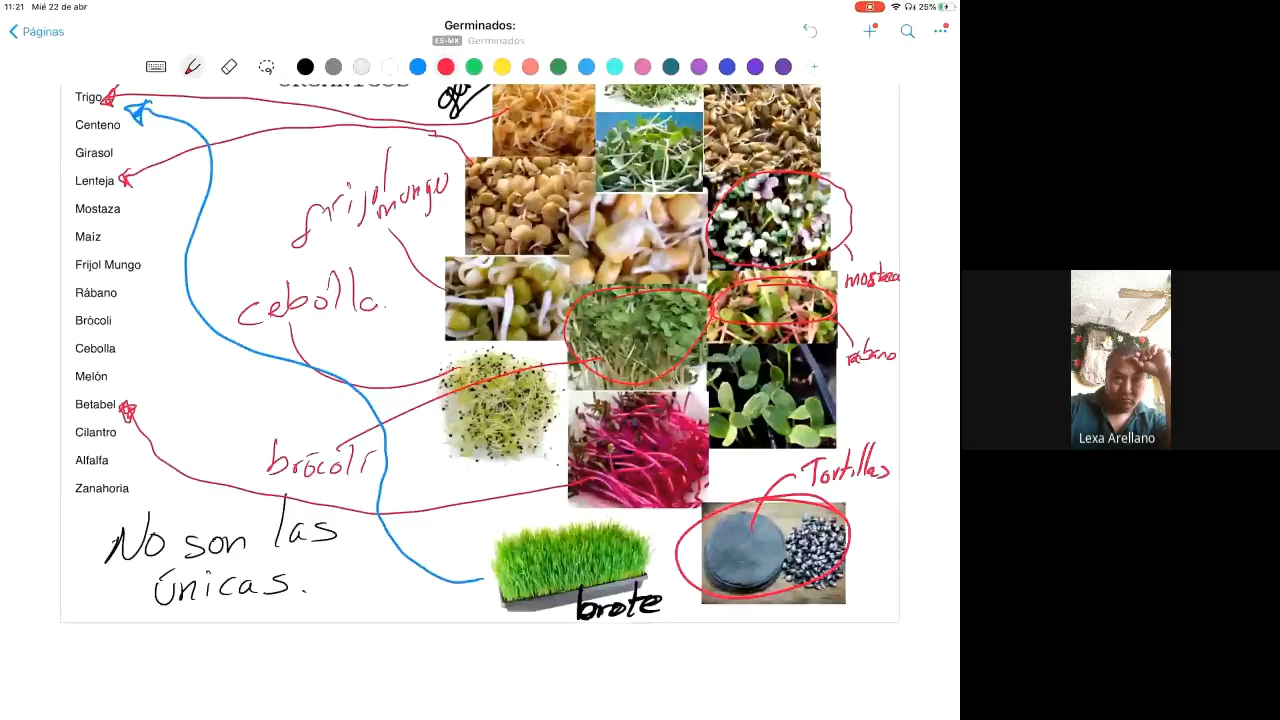 11:21 Mié 22 de abr
25%
Páginas
Germinados:
ES-MX Germinados
ORGÁNICOS
Trigo
Centeno
Girasol
Lenteja
Mostaza
Maíz
Frijol Mungo
Rábano
Brócoli
Cebolla
Melón
Betabel
Cilantro
Alfalfa
Zanahoria
frijol
mungo
mostaza
cebolla.
rábano
brócoli
Tortillas
No son las
únicas.
brote
Lexa Arellano